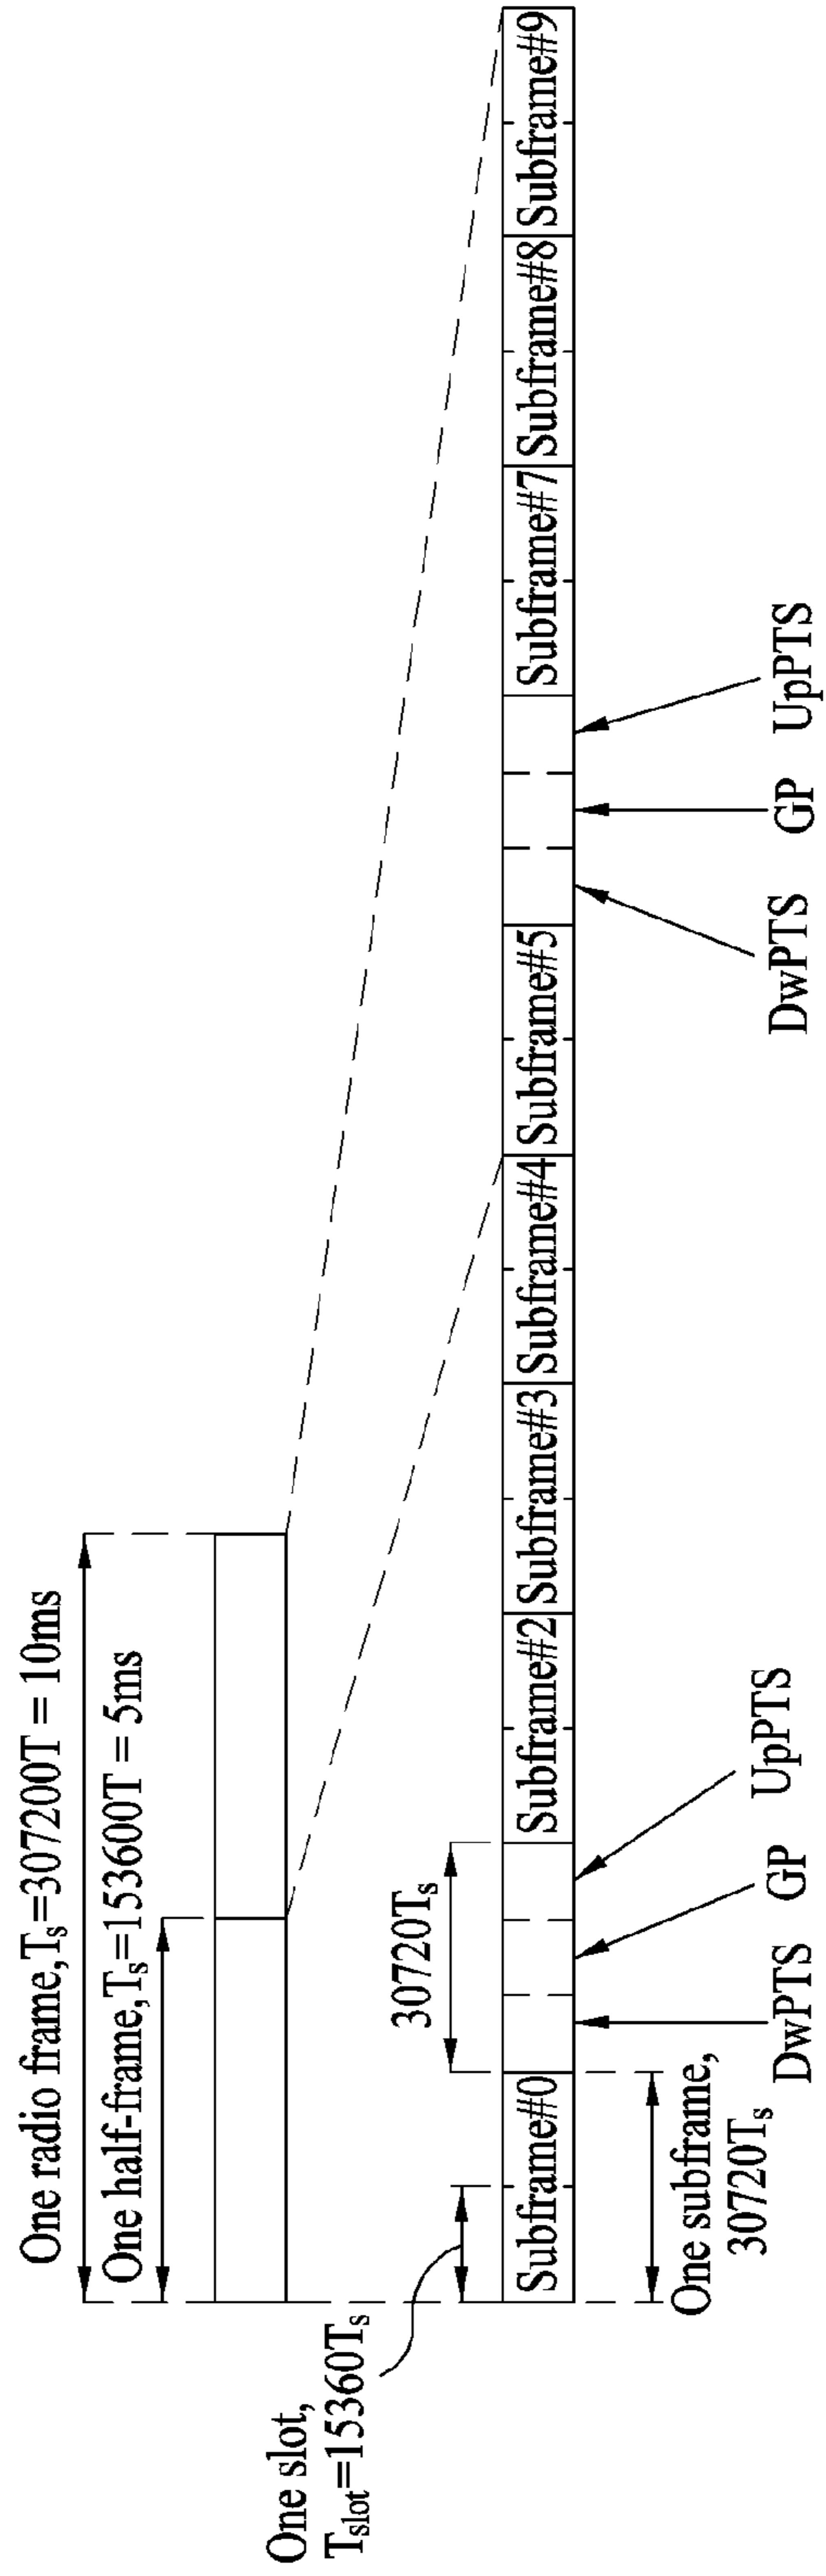 One radio frame,Tₛ=307200T = 10ms
One half-frame,Tₛ=153600T = 5ms
One slot,
Tₛₗₒₜ=15360Tₛ
30720Tₛ
Subframe#0
Subframe#2
Subframe#3
Subframe#4
Subframe#5
Subframe#7
Subframe#8
Subframe#9
One subframe,
30720Tₛ
DwPTS
GP
UpPTS
DwPTS
GP
UpPTS